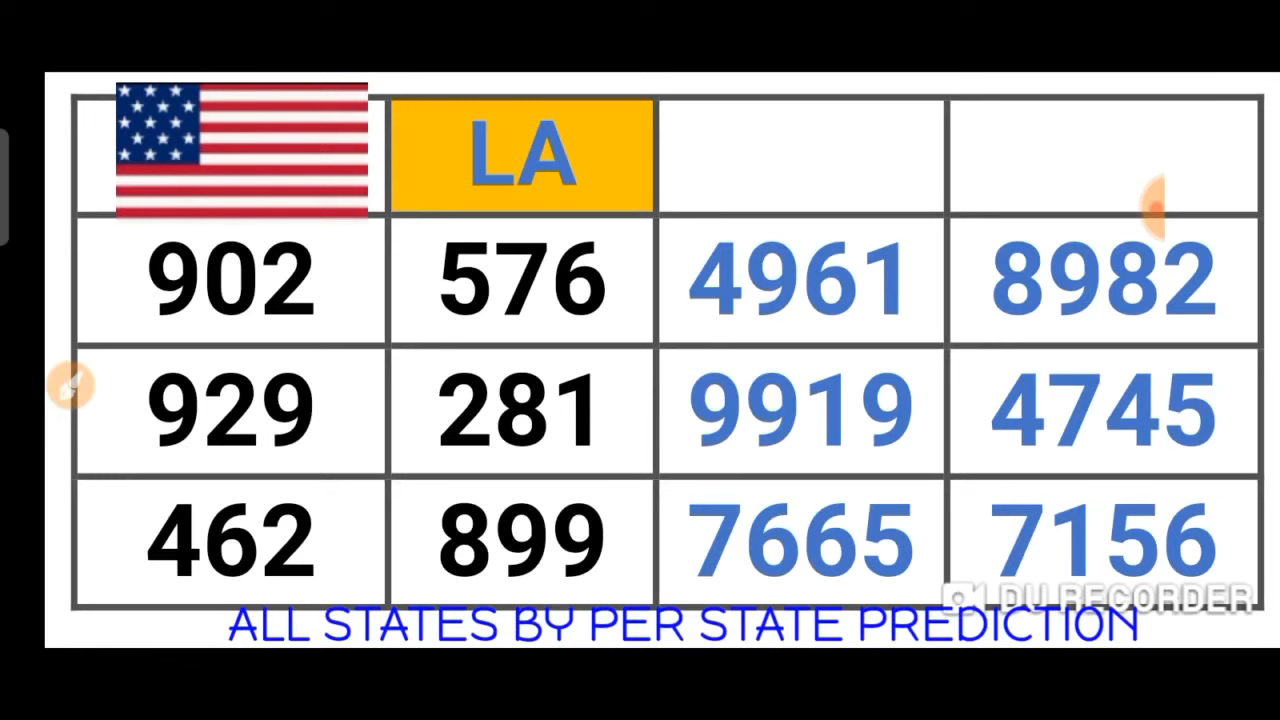 LA
902 576 4961 8982
929 281 9919 4745
462 899 7665 7156
DU RECORDER
ALL STATES BY PER STATE PREDICTION